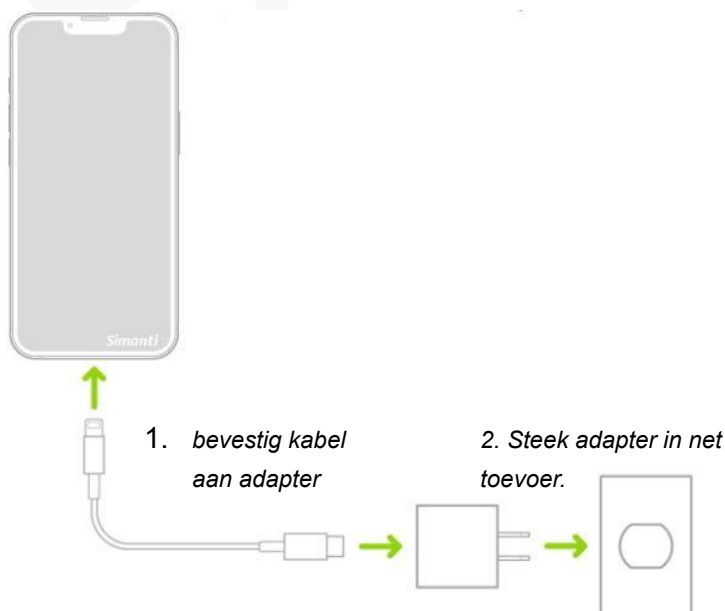 Simanti
1. bevestig kabel
aan adapter
2. Steek adapter in net
toevoer.